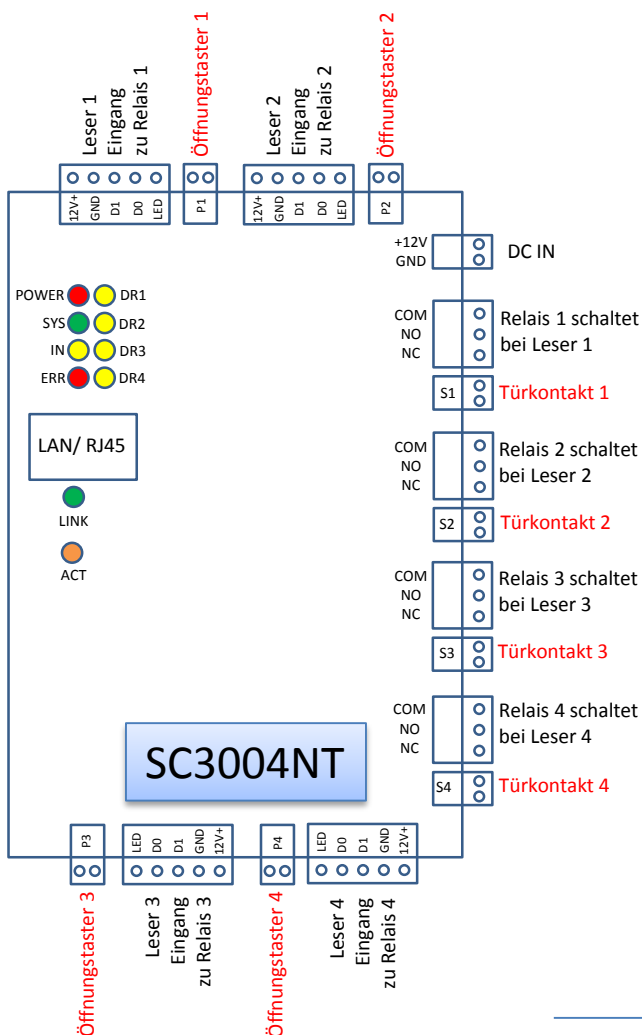 Leser 1
Eingang
zu Relais 1
Öffnungstaster 1
Leser 2
Eingang
zu Relais 2
Öffnungstaster 2
12V+
GND
D1
D0
LED
P1
12V+
GND
D1
D0
LED
P2
+12V
GND
DC IN
POWER
DR1
SYS
DR2
IN
DR3
ERR
DR4
COM
NO
NC
Relais 1 schaltet
bei Leser 1
S1
Türkontakt 1
LAN/ RJ45
LINK
ACT
COM
NO
NC
Relais 2 schaltet
bei Leser 2
S2
Türkontakt 2
COM
NO
NC
Relais 3 schaltet
bei Leser 3
S3
Türkontakt 3
COM
NO
NC
Relais 4 schaltet
bei Leser 4
S4
Türkontakt 4
SC3004NT
P3
LED
D0
D1
GND
12V+
P4
LED
D0
D1
GND
12V+
Öffnungstaster 3
Leser 3
Eingang
zu Relais 3
Öffnungstaster 4
Leser 4
Eingang
zu Relais 4